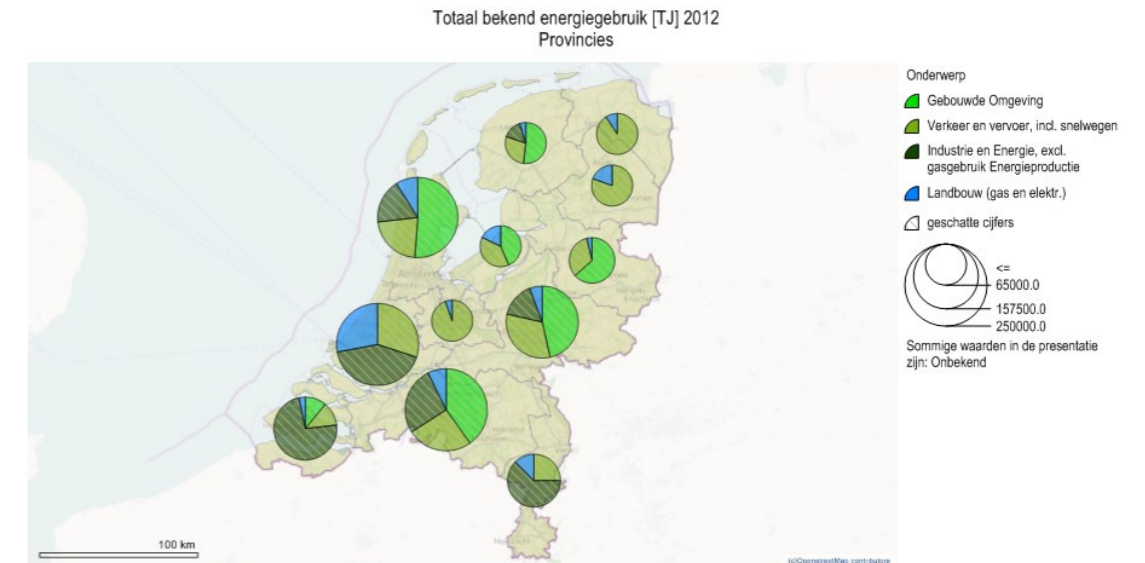 Totaal bekend energiegebruik [TJ] 2012
Provincies
Onderwerp
Gebouwde Omgeving
Verkeer en vervoer, incl. snelwegen
Industrie en Energie, excl.
gasgebruik Energieproductie
Landbouw (gas en elektr.)
geschatte cijfers
<=
65000.0
157500.0
250000.0
Sommige waarden in de presentatie
zijn: Onbekend
100 km
(c)OpenstreetMap contributors